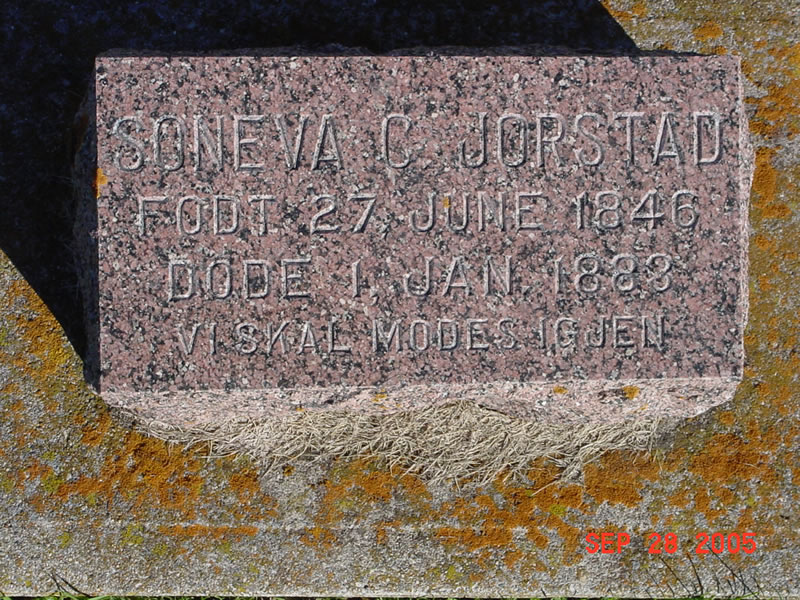 SONEVA C. JORSTAD
FODT 27, JUNE 1846
DODE 1, JAN. 1883
VI SKAL MODES IGJEN
SEP 28 2005